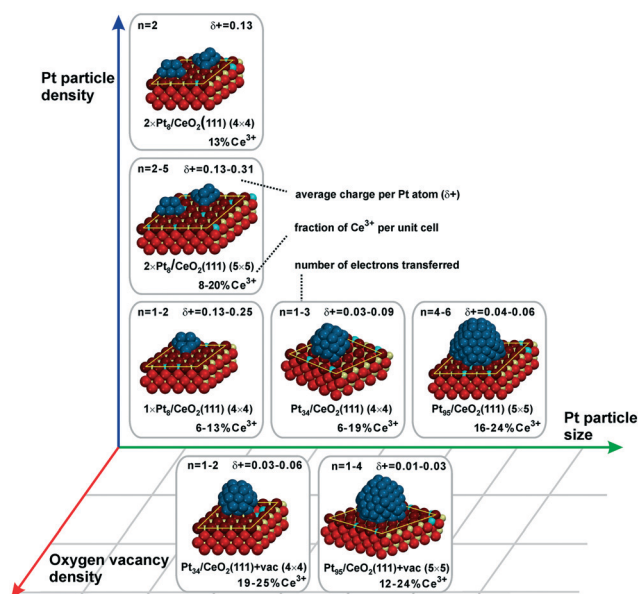 n=2 δ+=0.13
Pt particle
density
2×Pt₈/CeO₂(111) (4×4)
13%Ce³⁺
n=2-5 δ+=0.13-0.31
average charge per Pt atom (δ+)
fraction of Ce³⁺ per unit cell
2×Pt₈/CeO₂(111) (5×5)
8-20%Ce³⁺
number of electrons transferred
n=1-2 δ+=0.13-0.25
n=1-3 δ+=0.03-0.09
n=4-6 δ+=0.04-0.06
1×Pt₈/CeO₂(111) (4×4)
6-13%Ce³⁺
Pt₃₄/CeO₂(111) (4×4)
6-19%Ce³⁺
Pt₉₅/CeO₂(111) (5×5)
16-24%Ce³⁺
Pt particle
size
n=1-2 δ+=0.03-0.06
n=1-4 δ+=0.01-0.03
Oxygen vacancy
density
Pt₃₄/CeO₂(111)+vac (4×4)
19-25%Ce³⁺
Pt₉₅/CeO₂(111)+vac (5×5)
12-24%Ce³⁺